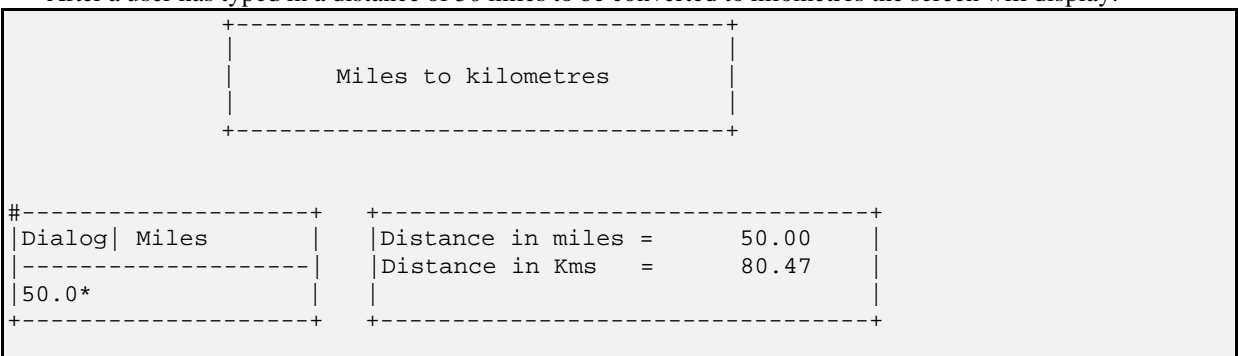 After a user has typed in a distance of 50 miles to be converted to kilometres the screen will display:
Miles to kilometres
|Dialog| Miles | |Distance in miles = 50.00 |
|Distance in Kms = 80.47 |
|50.0* |